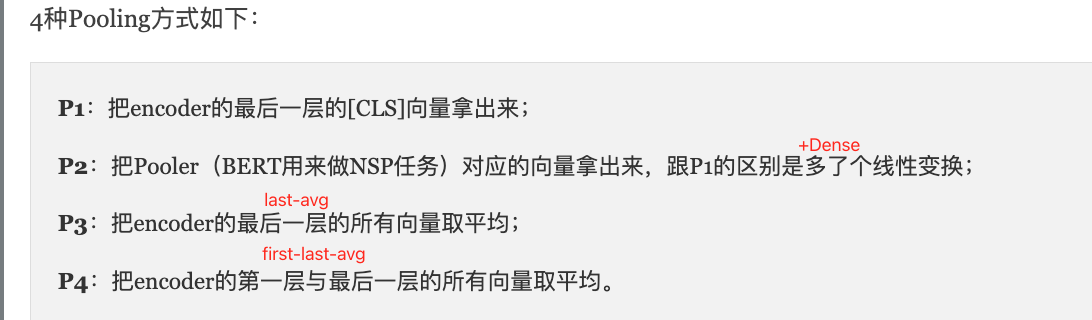 4种Pooling方式如下：
P1：把encoder的最后一层的[CLS]向量拿出来；
+Dense
P2：把Pooler（BERT用来做NSP任务）对应的向量拿出来，跟P1的区别是多了个线性变换；
last-avg
P3：把encoder的最后一层的所有向量取平均；
first-last-avg
P4：把encoder的第一层与最后一层的所有向量取平均。